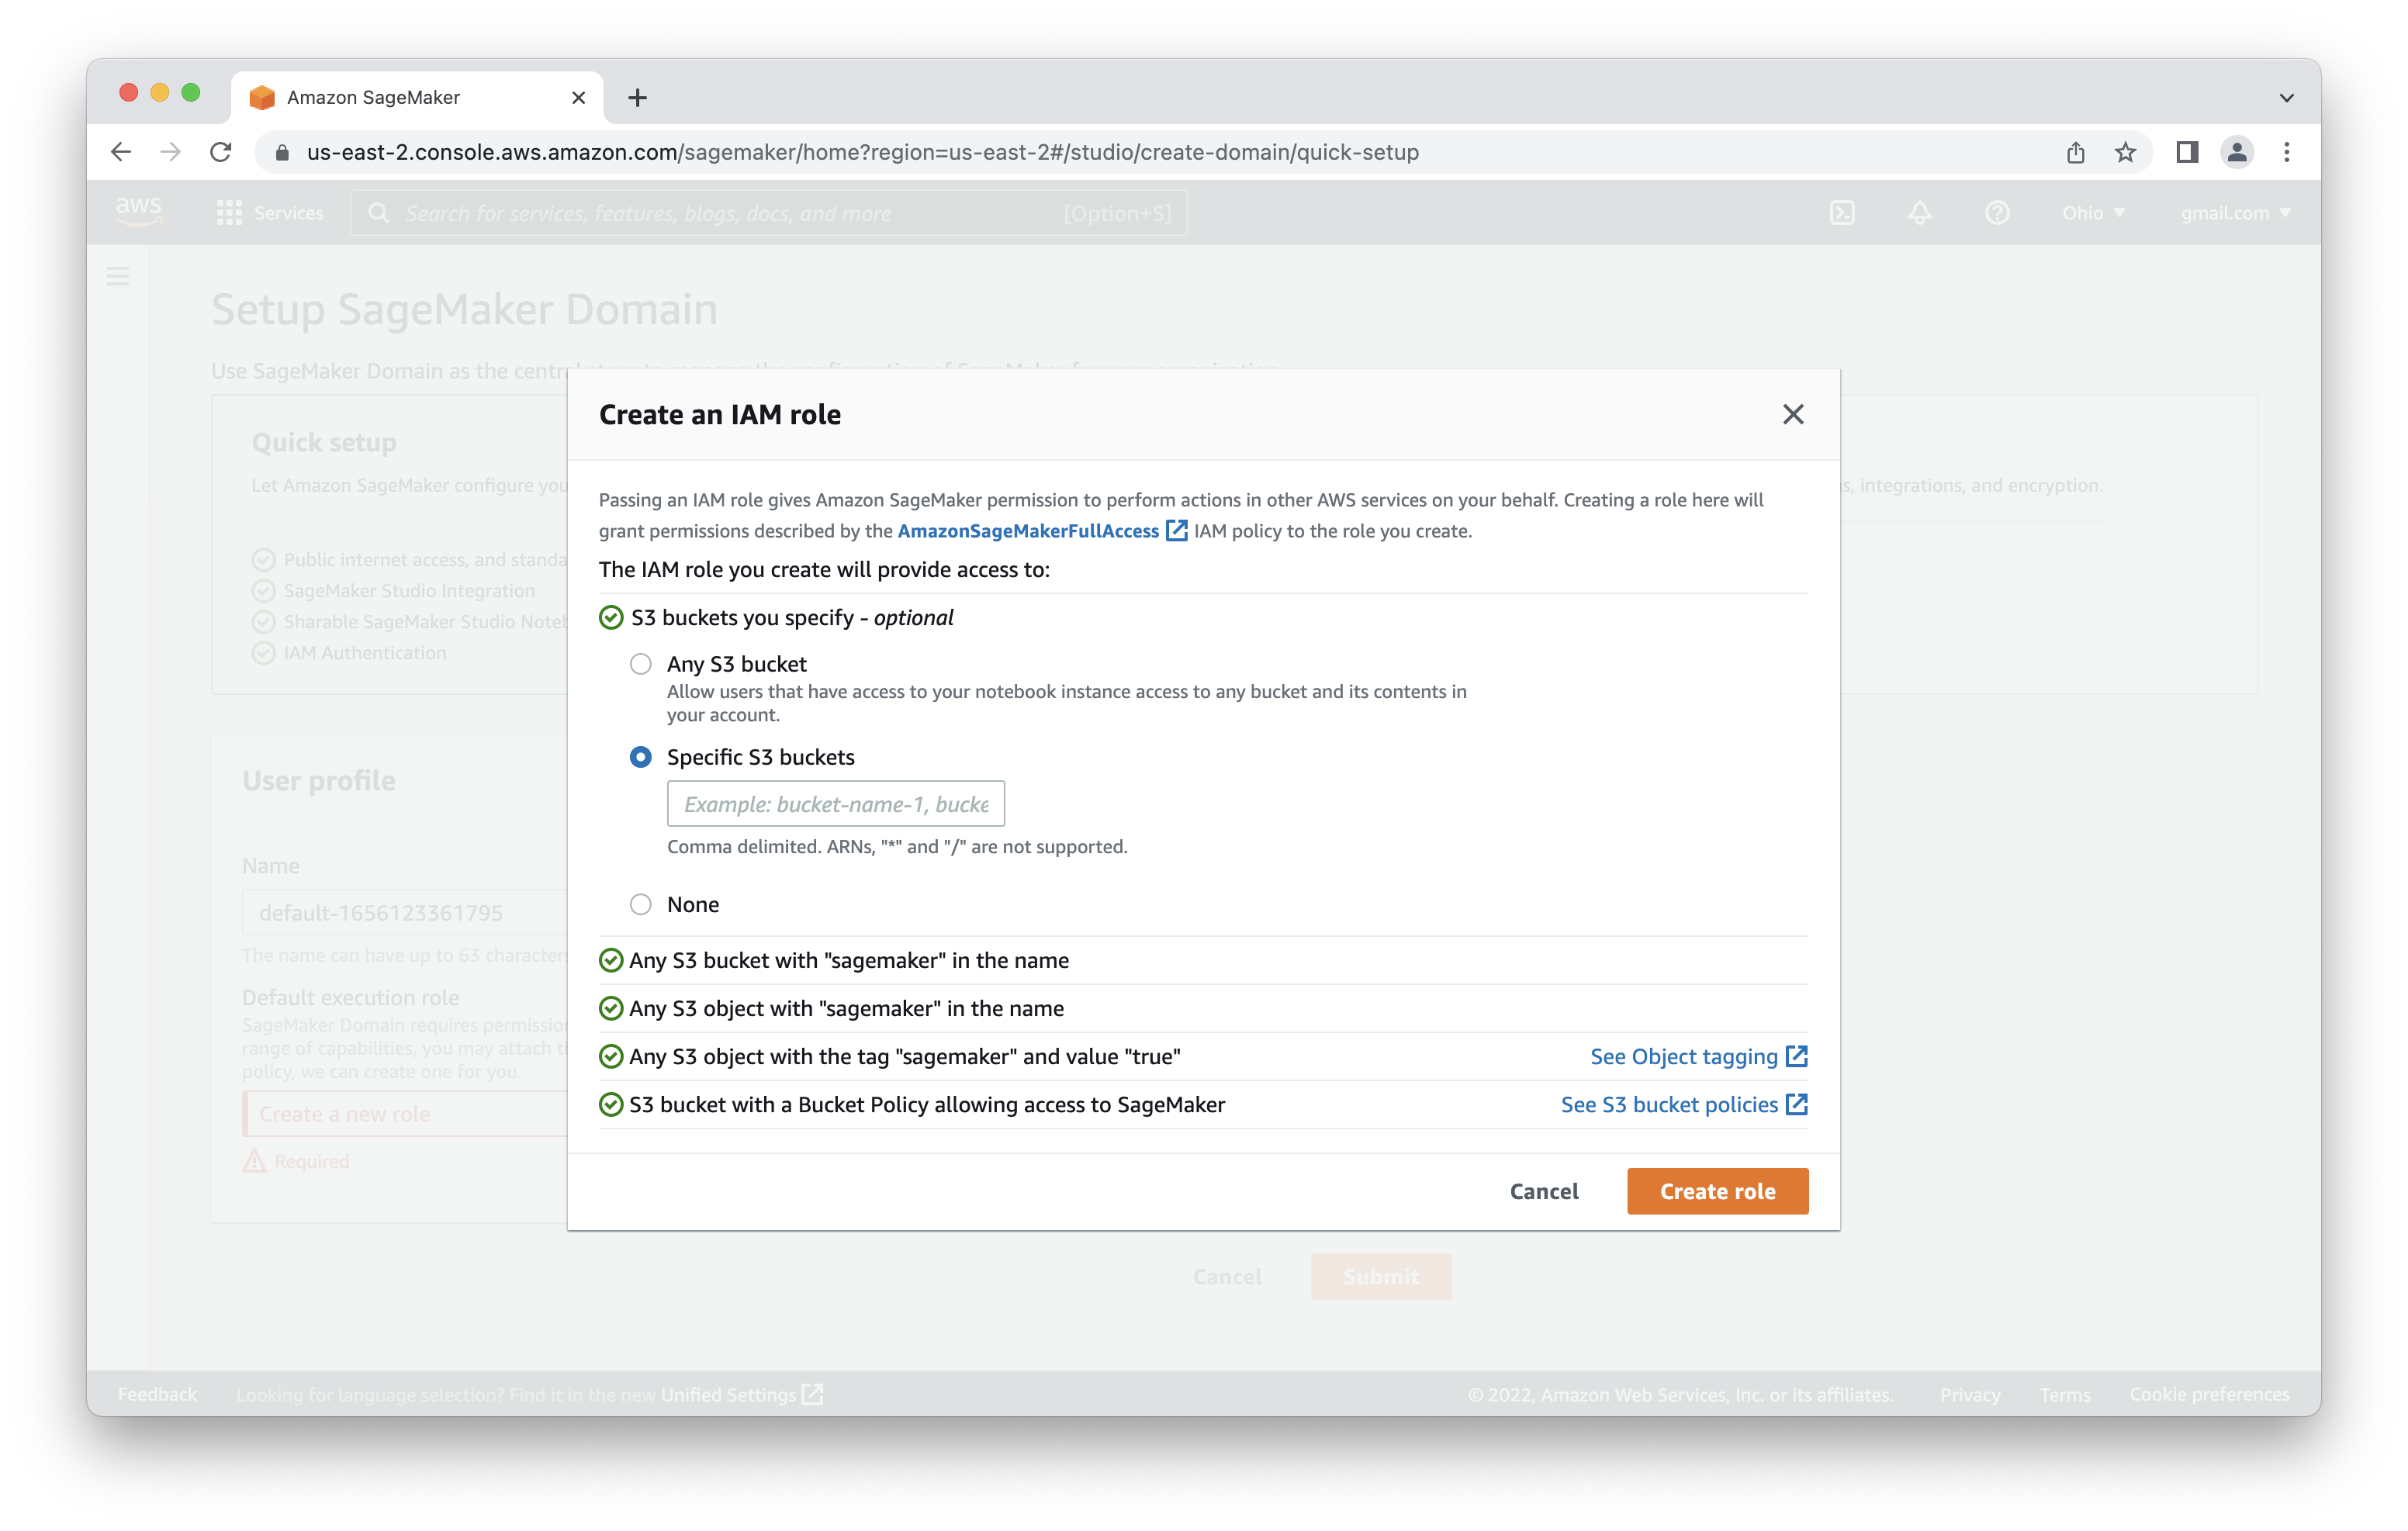 Amazon SageMaker
us-east-2.console.aws.amazon.com/sagemaker/home?region=us-east-2#/studio/create-domain/quick-setup
aws
Services
Search for services, features, blogs, docs, and more
[Option+S]
Ohio
gmail.com
Setup SageMaker Domain
Use SageMaker Domain as the central store to manage the configuration of SageMaker for your organization
Quick setup
Let Amazon SageMaker configure you
s, integrations, and encryption.
Public internet access, and standa
SageMaker Studio Integration
Sharable SageMaker Studio Noteb
IAM Authentication
User profile
Name
default-1656123361795
The name can have up to 63 characters
Default execution role
SageMaker Domain requires permission
range of capabilities, you may attach t
policy, we can create one for you.
Create a new role
Required
Create an IAM role
Passing an IAM role gives Amazon SageMaker permission to perform actions in other AWS services on your behalf. Creating a role here will
grant permissions described by the AmazonSageMakerFullAccess IAM policy to the role you create.
The IAM role you create will provide access to:
S3 buckets you specify - optional
Any S3 bucket
Allow users that have access to your notebook instance access to any bucket and its contents in
your account.
Specific S3 buckets
Example: bucket-name-1, bucke
Comma delimited. ARNs, "*" and "/" are not supported.
None
Any S3 bucket with "sagemaker" in the name
Any S3 object with "sagemaker" in the name
Any S3 object with the tag "sagemaker" and value "true"
See Object tagging
S3 bucket with a Bucket Policy allowing access to SageMaker
See S3 bucket policies
Cancel
Create role
Cancel
Submit
Feedback
Looking for language selection? Find it in the new Unified Settings
© 2022, Amazon Web Services, Inc. or its affiliates.
Privacy
Terms
Cookie preferences